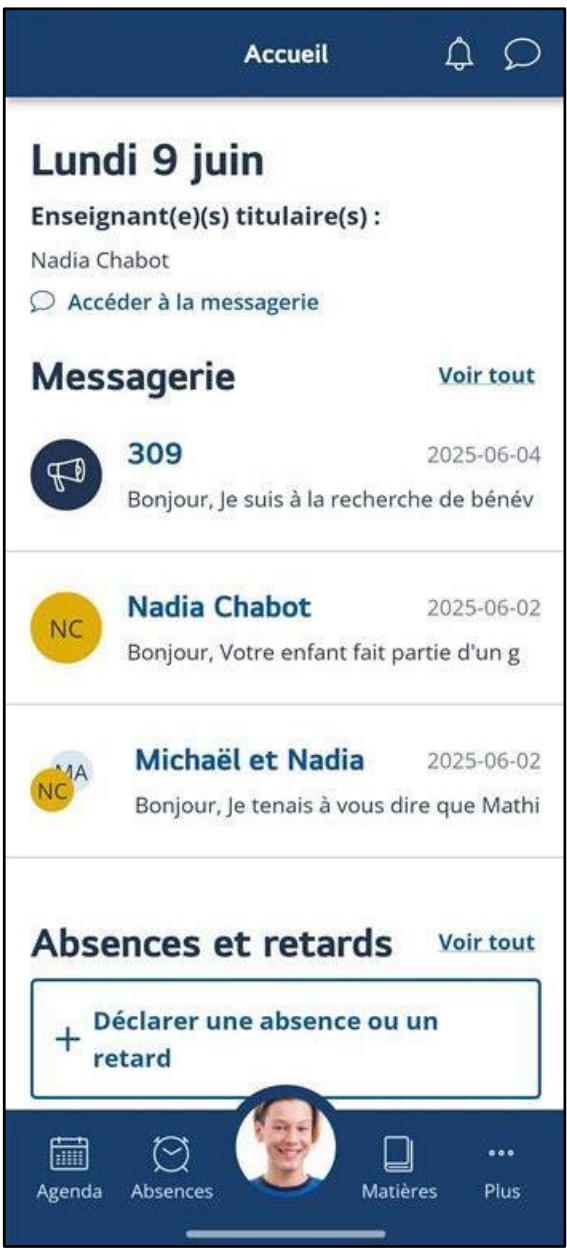 Accueil
Lundi 9 juin
Enseignant(e)(s) titulaire(s) :
Nadia Chabot
Accéder à la messagerie
Messagerie
Voir tout
309
2025-06-04
Bonjour, Je suis à la recherche de bénév
NC
Nadia Chabot
2025-06-02
Bonjour, Votre enfant fait partie d'un g
MA
NC
Michaël et Nadia
2025-06-02
Bonjour, Je tenais à vous dire que Mathi
Absences et retards
Voir tout
+ Déclarer une absence ou un
retard
Agenda
Absences
Matières
Plus